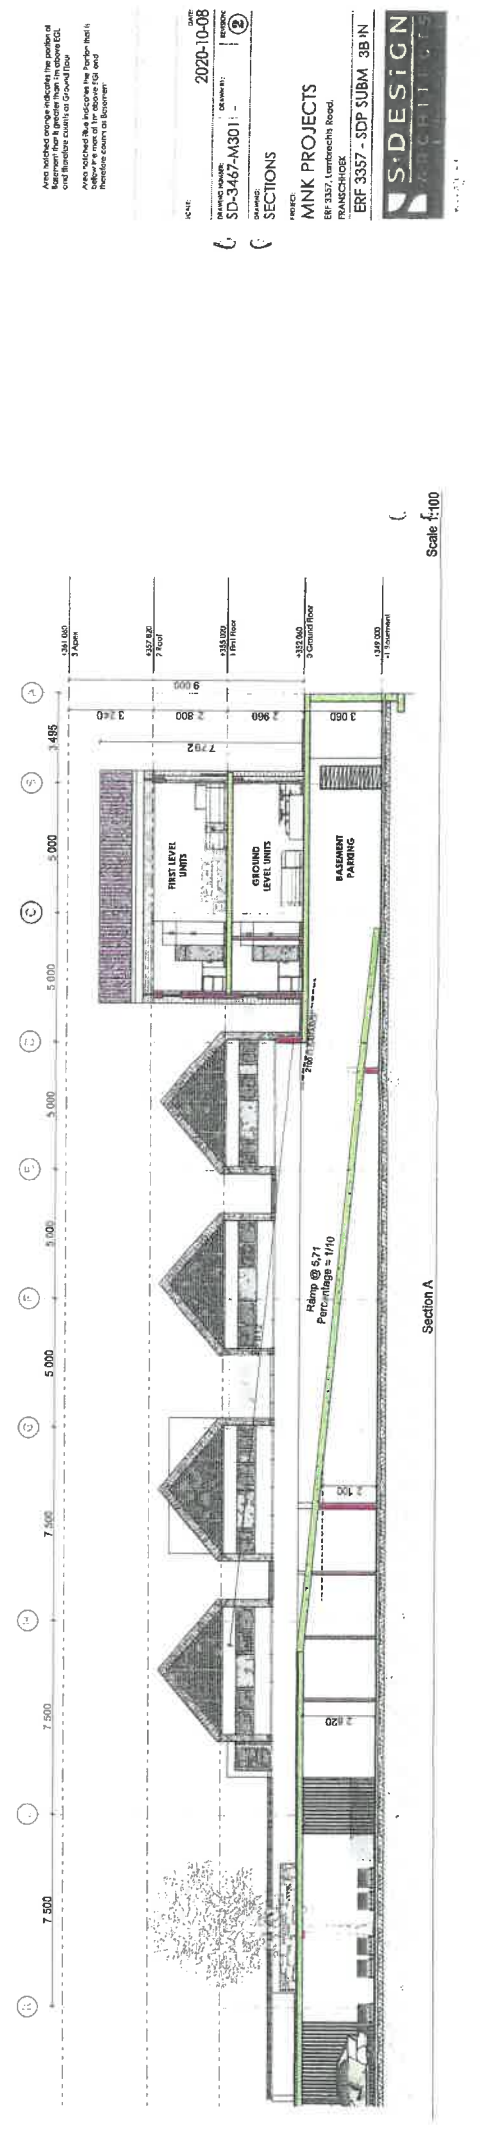 Area hatched orange indicates the portion of
Basement that is greater than 1m above EGL
and therefore counts as Ground floor
Area hatched Blue indicates the Portion that is
below the max of 1m above EGL and
therefore counts as Basement
SCALE:
DATE:
2020-10-08
DRAWING NUMBER:
DRAWN BY:
REVISION:
SD-3467-M301
2
DRAWING:
SECTIONS
PROJECT:
MNK PROJECTS
ERF 3357, Lambrechts Road,
FRANSCHHOEK
ERF 3357 - SDP SUBM
S·DESIGN
ARCHITECTS
Scale 1:100
+361 060
3 Apex
+357 820
2 Roof
+355 020
1 First Floor
+352 060
0 Ground Floor
+349 000
-1 Basement
9 000
3 240
2 800
2 960
3 060
7 792
3 495
5 000
5 000
5 000
5 000
5 000
7 500
7 500
7 500
C
D
E
F
G
H
FIRST LEVEL
UNITS
GROUND
LEVEL UNITS
BASEMENT
PARKING
Ramp @ 5,71
Percentage = 1/10
2 100
2 820
Section A